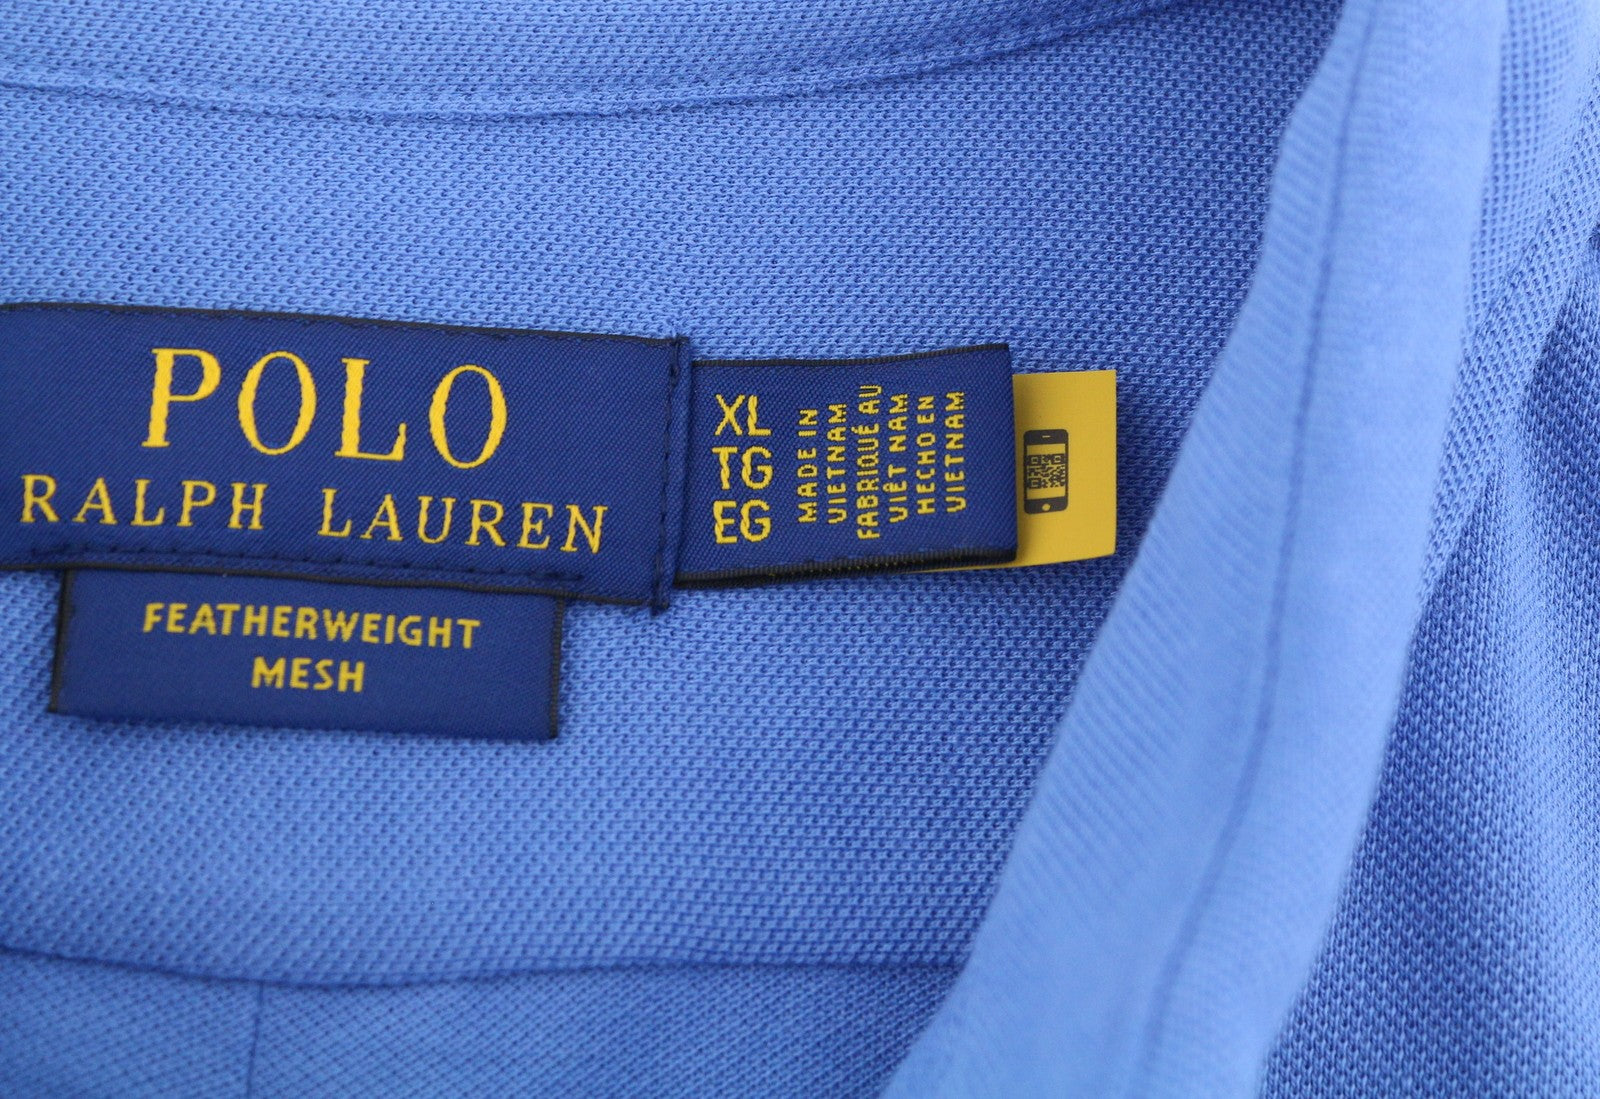 POLO
RALPH LAUREN
FEATHERWEIGHT
MESH
XL
TG
EG
MADE IN
VIETNAM
FABRIQUÉ AU
VIÊT NAM
HECHO EN
VIETNAM